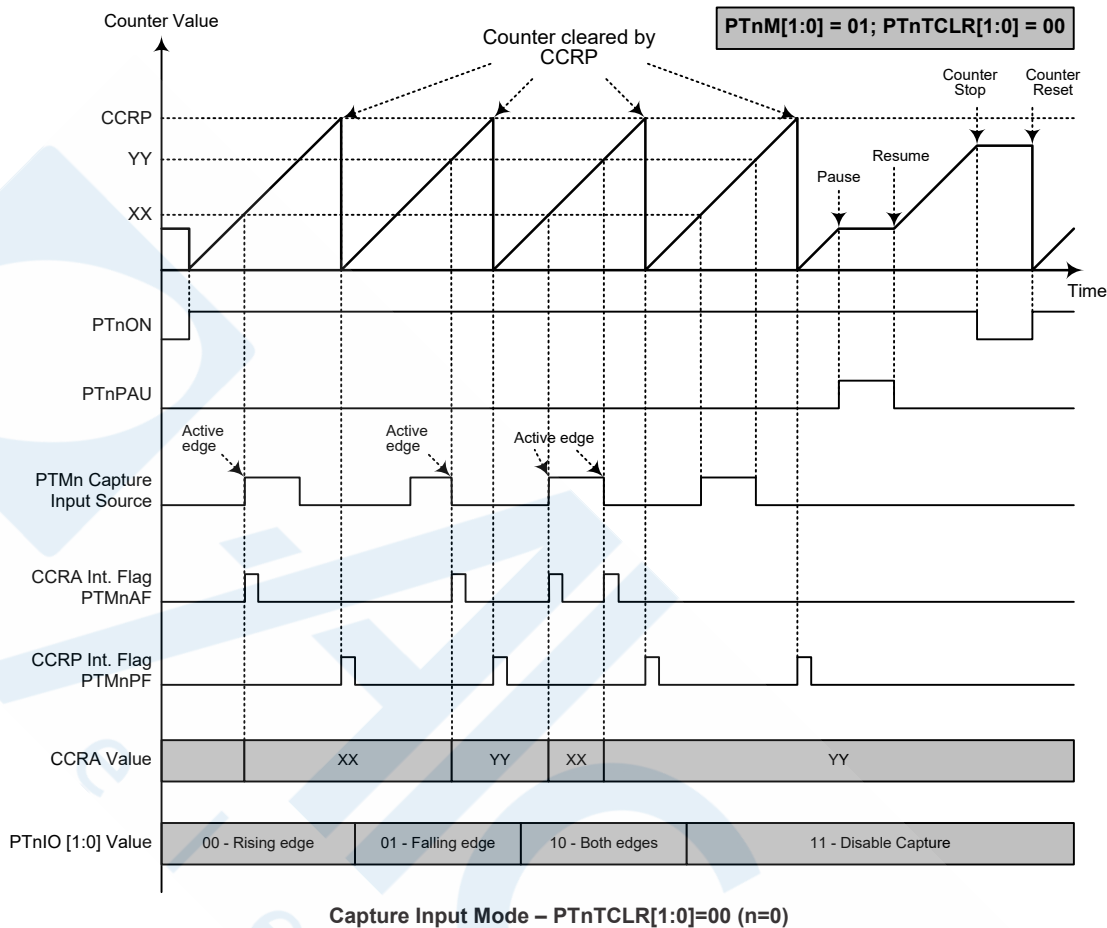 Counter Value
PTnM[1:0] = 01; PTnTCLR[1:0] = 00
Counter cleared by
CCRP
Counter
Stop
Counter
Reset
CCRP
YY
XX
Pause
Resume
Time
PTnON
PTnPAU
Active
edge
Active
edge
Active edge
PTMn Capture
Input Source
CCRA Int. Flag
PTMnAF
CCRP Int. Flag
PTMnPF
CCRA Value
XX
YY
XX
YY
PTnIO [1:0] Value
00 - Rising edge
01 - Falling edge
10 - Both edges
11 - Disable Capture
Capture Input Mode – PTnTCLR[1:0]=00 (n=0)